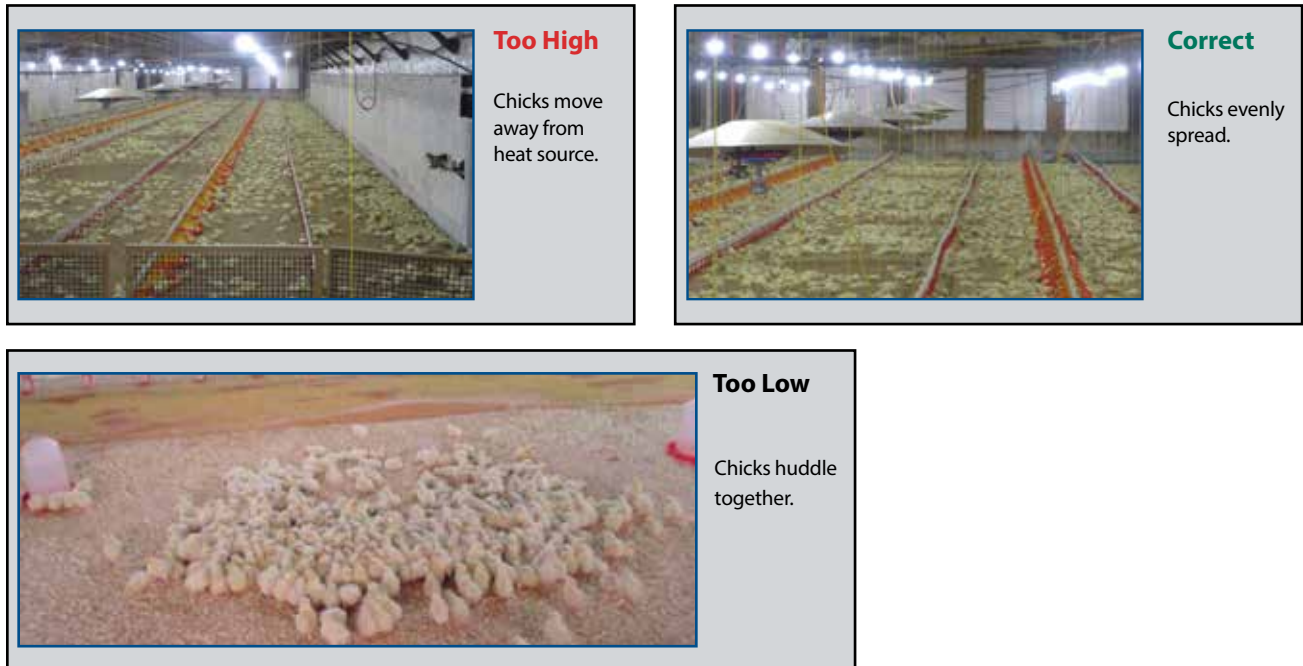 Too High
Chicks move
away from
heat source.
Correct
Chicks evenly
spread.
Too Low
Chicks huddle
together.